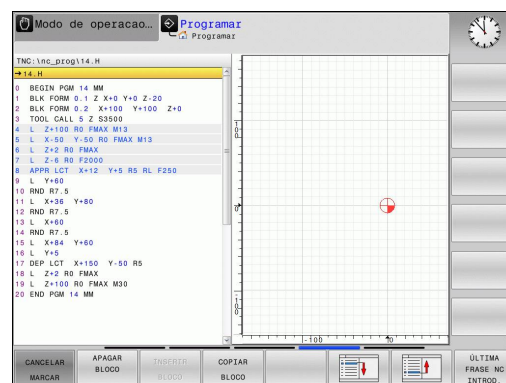 Modo de operacao... Programar
Programar
TNC:\nc_prog\14.H
→14.H
0 BEGIN PGM 14 MM
1 BLK FORM 0.1 Z X+0 Y+0 Z-20
2 BLK FORM 0.2 X+100 Y+100 Z+0
3 TOOL CALL 5 Z S3500
4 L Z+100 R0 FMAX M13
5 L X-50 Y-50 R0 FMAX M13
6 L Z+2 R0 FMAX
7 L Z-6 R0 F2000
8 APPR LCT X+12 Y+5 R5 RL F250
9 L Y+60
10 RND R7.5
11 L X+36 Y+80
12 RND R7.5
13 L X+60
14 RND R7.5
15 L X+84 Y+60
16 L Y+5
17 DEP LCT X+150 Y-50 R5
18 L Z+2 R0 FMAX
19 L Z+100 R0 FMAX M30
20 END PGM 14 MM
100
0
-100
-100
0
CANCELAR
MARCAR
APAGAR
BLOCO
INSERIR
BLOCO
COPIAR
BLOCO
ÚLTIMA
FRASE NC
INTROD.